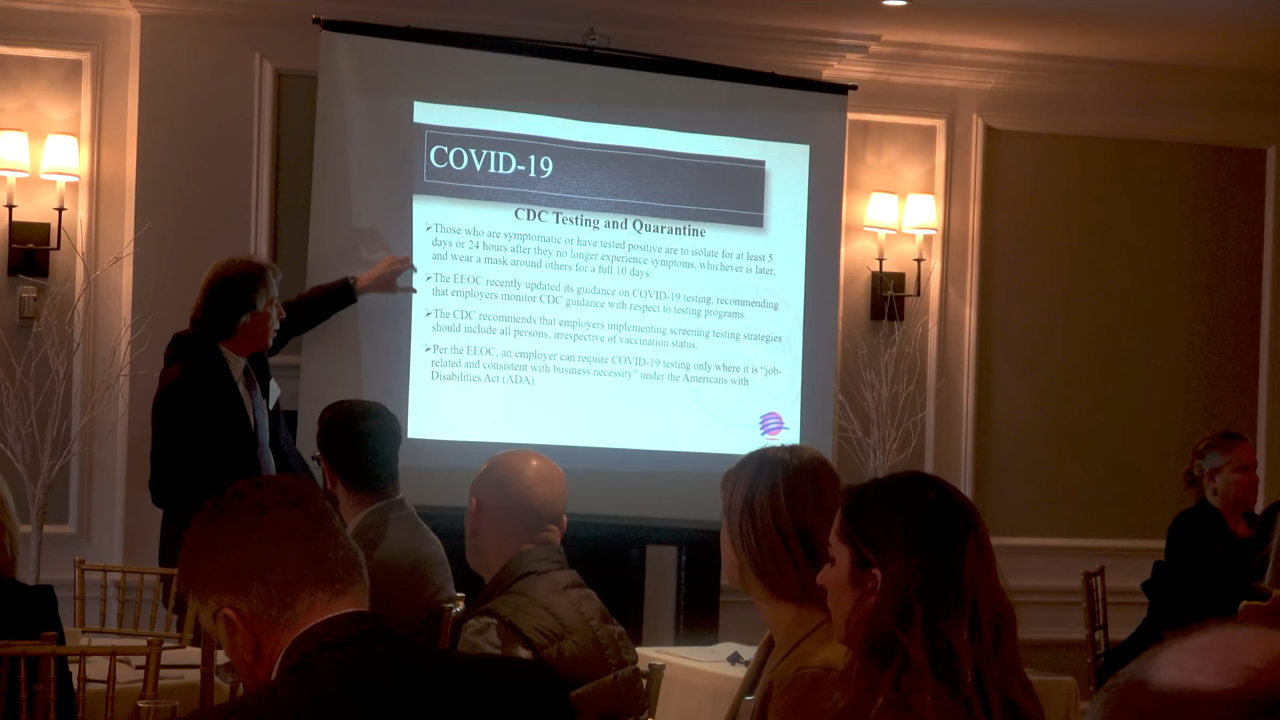 COVID-19
CDC Testing and Quarantine
➢Those who are symptomatic or have tested positive are to isolate for at least 5
days or 24 hours after they no longer experience symptoms, whichever is later,
and wear a mask around others for a full 10 days.
➢The EEOC recently updated its guidance on COVID-19 testing, recommending
that employers monitor CDC guidance with respect to testing programs.
➢The CDC recommends that employers implementing screening testing strategies
should include all persons, irrespective of vaccination status.
➢Per the EEOC, an employer can require COVID-19 testing only where it is “job-
related and consistent with business necessity” under the Americans with
Disabilities Act (ADA).